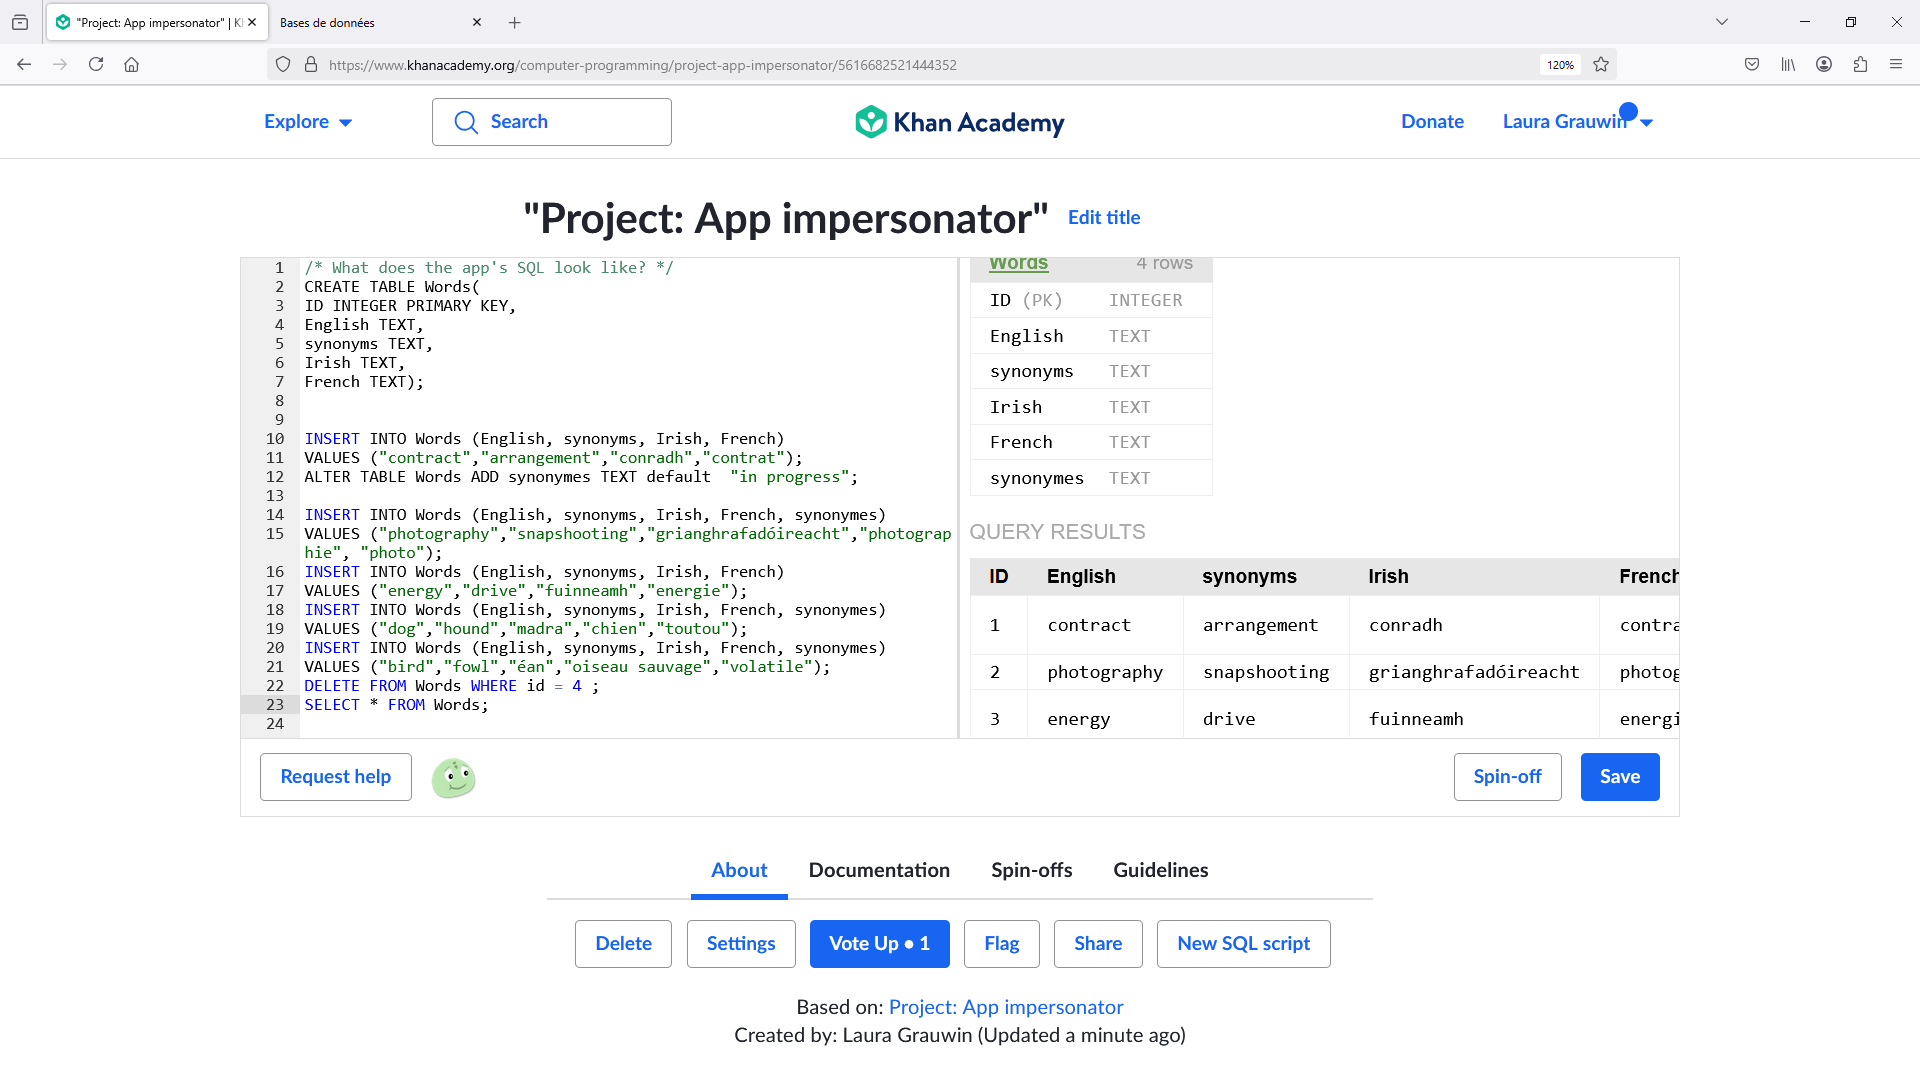 "Project: App impersonator" | K
Bases de données
https://www.khanacademy.org/computer-programming/project-app-impersonator/5616682521444352
120%
Explore
Search
Khan Academy
Donate
Laura Grauwin
"Project: App impersonator"
Edit title
1 /* What does the app's SQL look like? */
2 CREATE TABLE Words(
3 ID INTEGER PRIMARY KEY,
4 English TEXT,
5 synonyms TEXT,
6 Irish TEXT,
7 French TEXT);
8
9
10 INSERT INTO Words (English, synonyms, Irish, French)
11 VALUES ("contract","arrangement","conradh","contrat");
12 ALTER TABLE Words ADD synonymes TEXT default  "in progress";
13
14 INSERT INTO Words (English, synonyms, Irish, French, synonymes)
15 VALUES ("photography","snapshooting","grianghrafadóireacht","photograp
hie", "photo");
16 INSERT INTO Words (English, synonyms, Irish, French)
17 VALUES ("energy","drive","fuinneamh","energie");
18 INSERT INTO Words (English, synonyms, Irish, French, synonymes)
19 VALUES ("dog","hound","madra","chien","toutou");
20 INSERT INTO Words (English, synonyms, Irish, French, synonymes)
21 VALUES ("bird","fowl","éan","oiseau sauvage","volatile");
22 DELETE FROM Words WHERE id = 4 ;
23 SELECT * FROM Words;
24
Words 4 rows
ID (PK) INTEGER
English TEXT
synonyms TEXT
Irish TEXT
French TEXT
synonymes TEXT
QUERY RESULTS
ID English synonyms Irish French
1 contract arrangement conradh contra
2 photography snapshooting grianghrafadóireacht photog
3 energy drive fuinneamh energi
Request help
Spin-off
Save
About
Documentation
Spin-offs
Guidelines
Delete
Settings
Vote Up • 1
Flag
Share
New SQL script
Based on: Project: App impersonator
Created by: Laura Grauwin (Updated a minute ago)